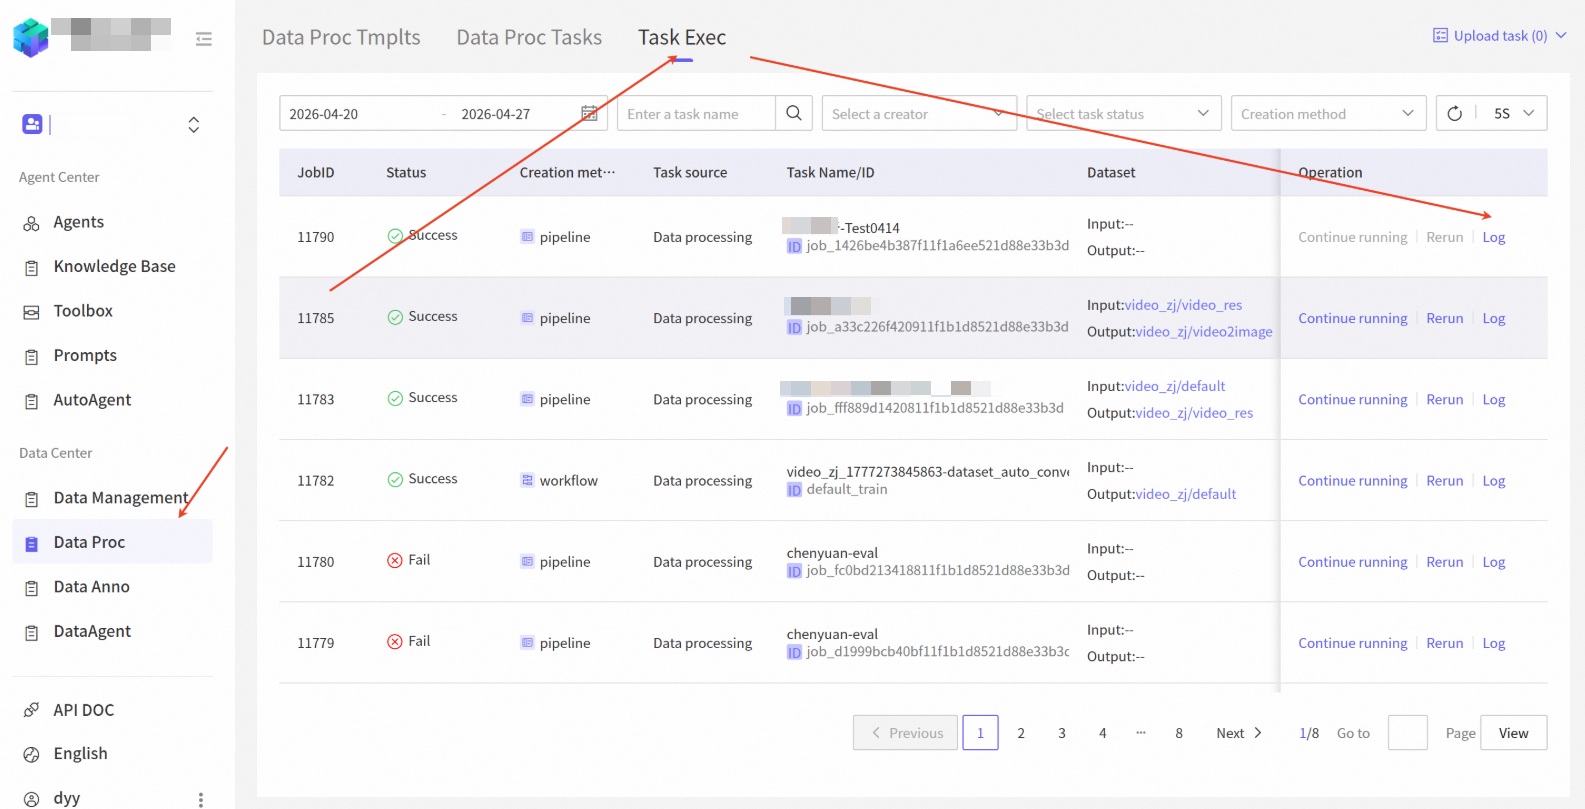 Data Proc Tmplts
Data Proc Tasks
Task Exec
Upload task (0)
Agent Center
Agents
Knowledge Base
Toolbox
Prompts
AutoAgent
Data Center
Data Management
Data Proc
Data Anno
DataAgent
API DOC
English
dyy
2026-04-20 - 2026-04-27
Enter a task name
Select a creator
Select task status
Creation method
5S
JobID Status Creation met··· Task source Task Name/ID Dataset Operation
11790 Success pipeline Data processing -Test0414 Input:-- Continue running Rerun Log
ID job_1426be4b387f11f1a6ee521d88e33b3d Output:--
11785 Success pipeline Data processing Input:video_zj/video_res Continue running Rerun Log
ID job_a33c226f420911f1b1d8521d88e33b3d Output:video_zj/video2image
11783 Success pipeline Data processing Input:video_zj/default Continue running Rerun Log
ID job_fff889d1420811f1b1d8521d88e33b3d Output:video_zj/video_res
11782 Success workflow Data processing video_zj_1777273845863-dataset_auto_conve Input:-- Continue running Rerun Log
ID default_train Output:video_zj/default
11780 Fail pipeline Data processing chenyuan-eval Input:-- Continue running Rerun Log
ID job_fc0bd213418811f1b1d8521d88e33b3d Output:--
11779 Fail pipeline Data processing chenyuan-eval Input:-- Continue running Rerun Log
ID job_d1999bcb40bf11f1b1d8521d88e33b3c Output:--
Previous 1 2 3 4 ··· 8 Next 1/8 Go to Page View